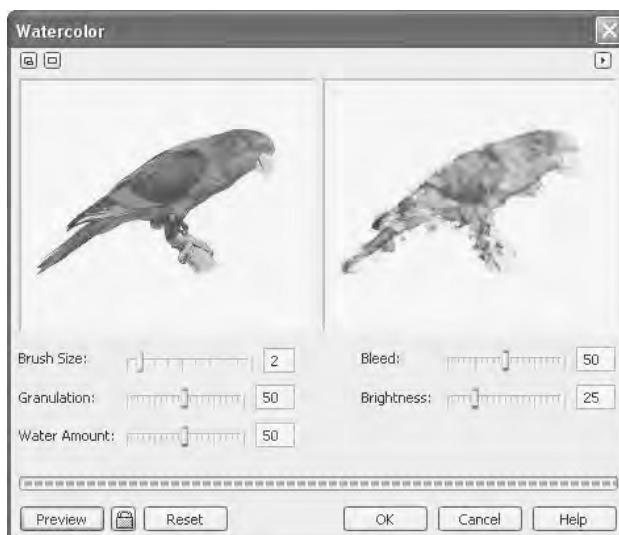 Watercolor
Brush Size: 2 Bleed: 50
Granulation: 50 Brightness: 25
Water Amount: 50
Preview Reset OK Cancel Help